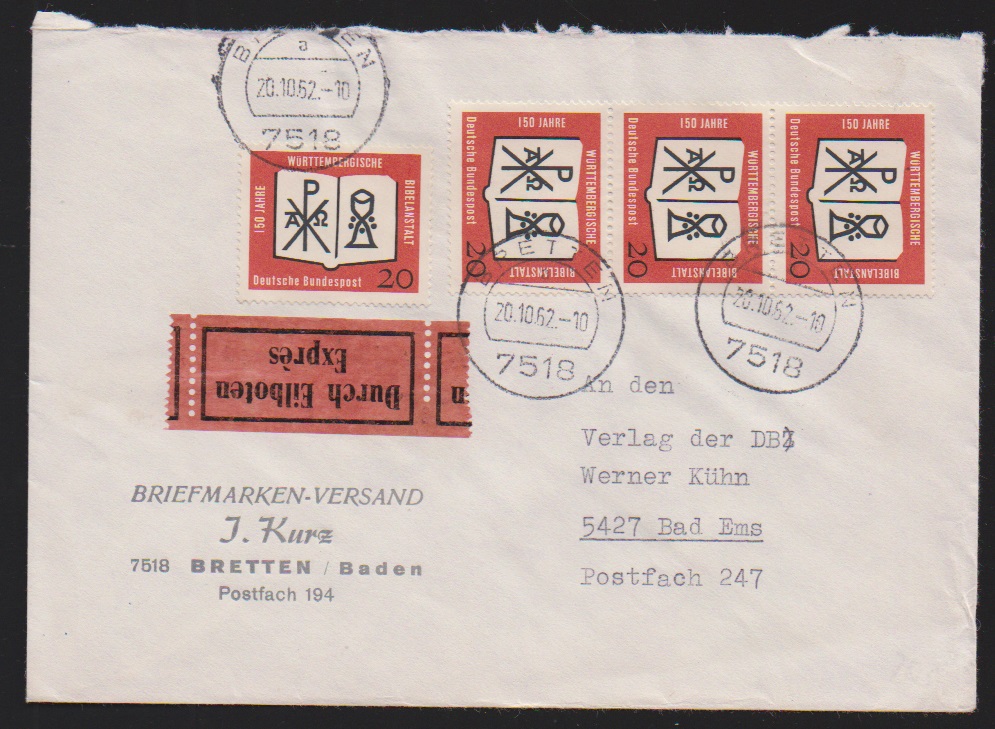 BRETTEN
a
20.10.62.-10
7518
WÜRTTEMBERGISCHE
150 JAHRE
BIBELANSTALT
Deutsche Bundespost 20
150 JAHRE
WÜRTTEMBERGISCHE
BIBELANSTALT
Deutsche Bundespost
20
150 JAHRE
WÜRTTEMBERGISCHE
BIBELANSTALT
Deutsche Bundespost
20
150 JAHRE
WÜRTTEMBERGISCHE
BIBELANSTALT
Deutsche Bundespost
20
BRETTEN
20.10.62.-10
7518
BRETTEN
20.10.62.-10
7518
Durch Eilboten
Exprès
An den
Verlag der DBZ
Werner Kühn
5427 Bad Ems
Postfach 247
BRIEFMARKEN-VERSAND
J. Kurz
7518 BRETTEN / Baden
Postfach 194